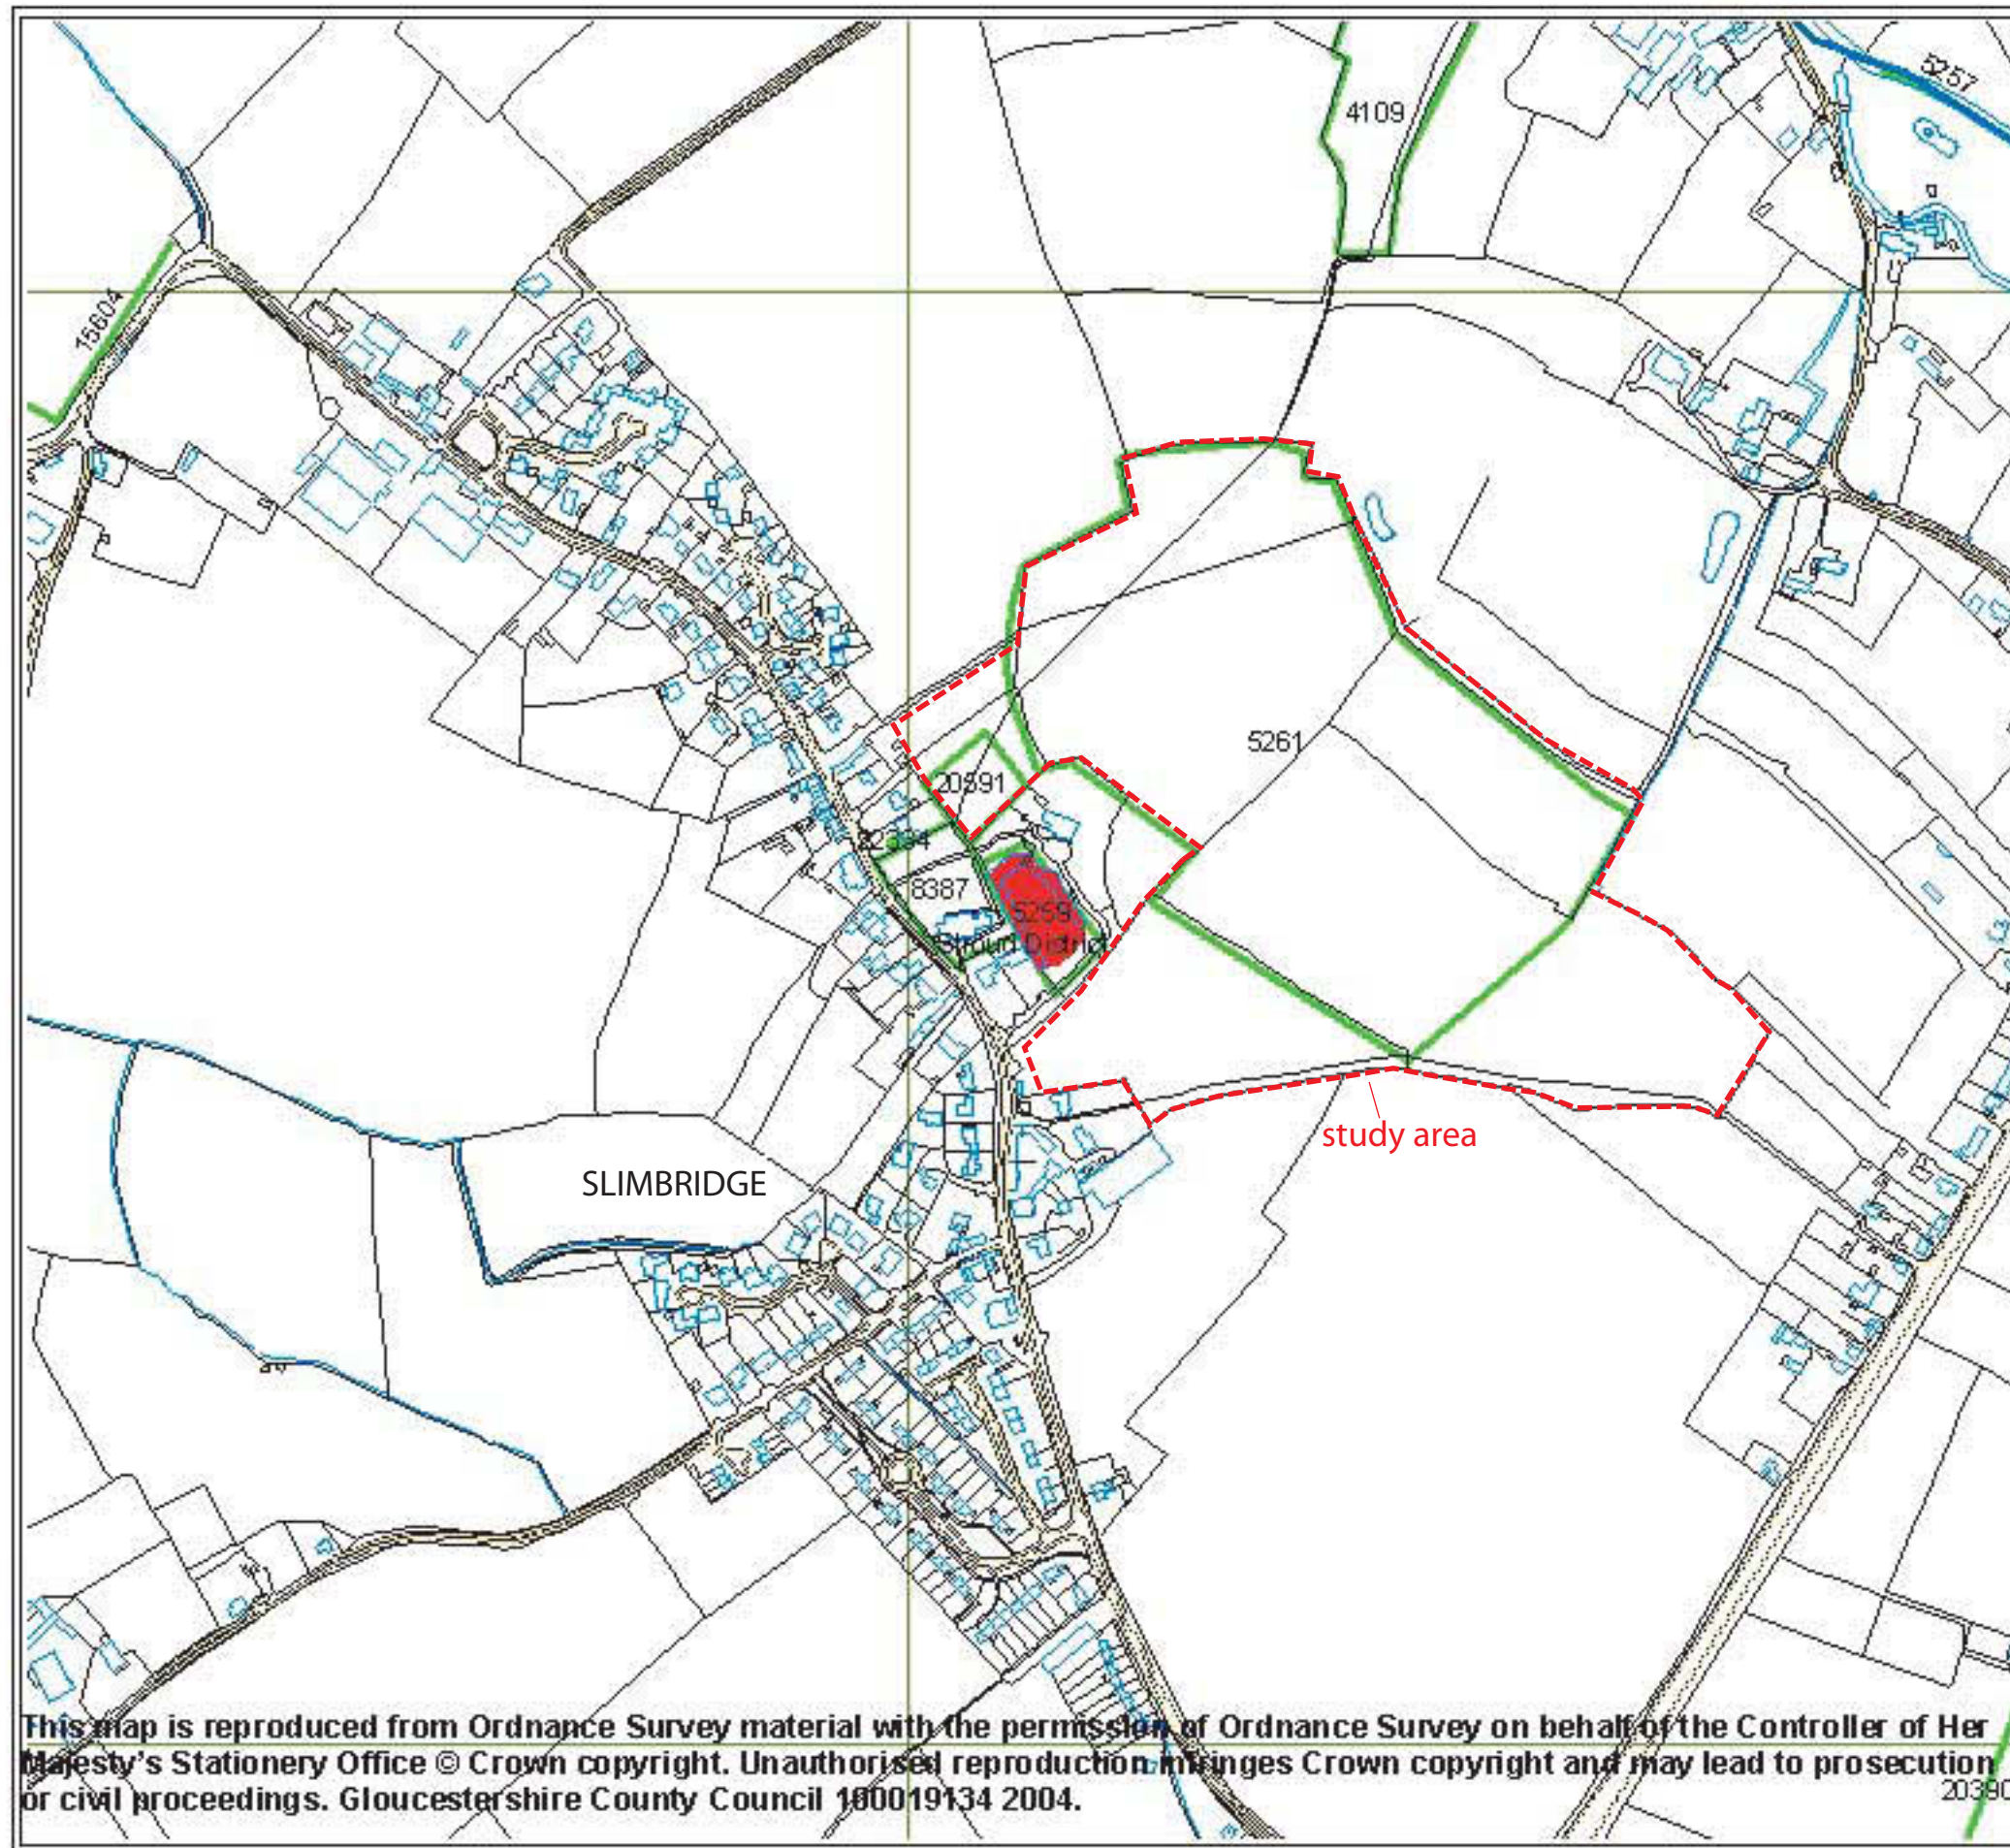 5257
4109
15604
5261
20591
22334
8387
5259
Stroud District
study area
SLIMBRIDGE
This map is reproduced from Ordnance Survey material with the permission of Ordnance Survey on behalf of the Controller of Her
Majesty's Stationery Office © Crown copyright. Unauthorised reproduction infringes Crown copyright and may lead to prosecution
or civil proceedings. Gloucestershire County Council 100019134 2004.
20390